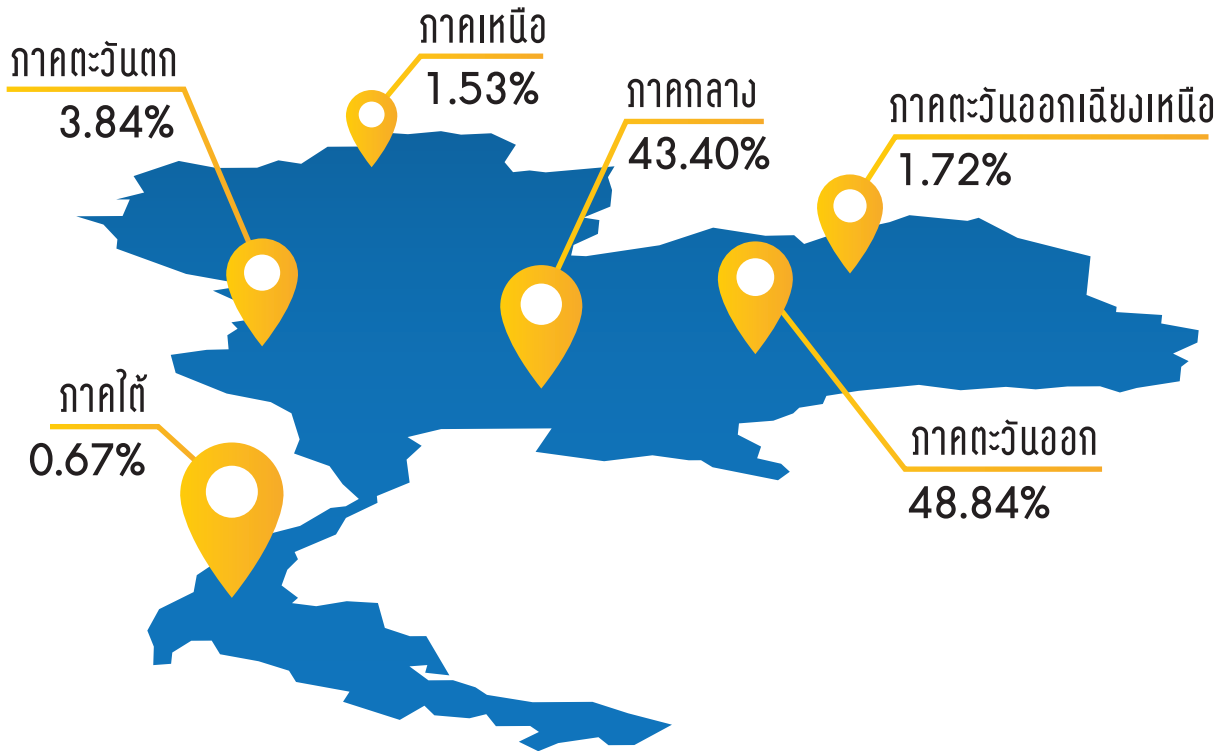 ภาคเหนือ
1.53%
ภาคตะวันตก
3.84%
ภาคกลาง
43.40%
ภาคตะวันออกเฉียงเหนือ
1.72%
ภาคใต้
0.67%
ภาคตะวันออก
48.84%